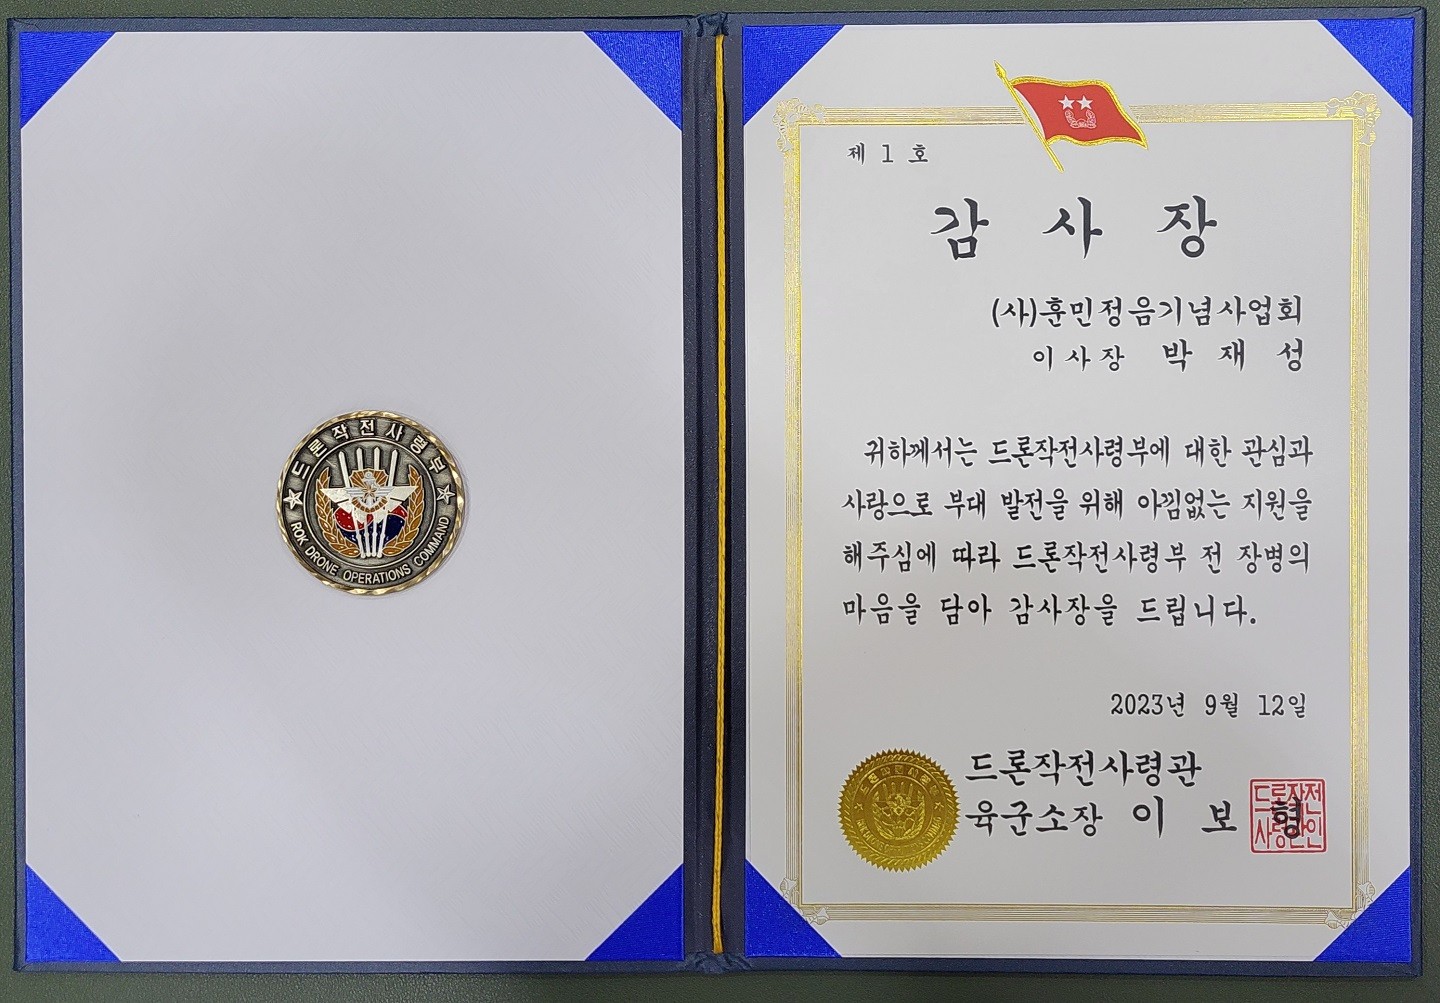 드론작전사령부
ROK DRONE OPERATIONS COMMAND
제 1 호
감 사 장
(사)훈민정음기념사업회
이사장 박 재 성
귀하께서는 드론작전사령부에 대한 관심과
사랑으로 부대 발전을 위해 아낌없는 지원을
해주심에 따라 드론작전사령부 전 장병의
마음을 담아 감사장을 드립니다.
2023년 9월 12일
드론작전사령관
육군소장 이 보 형
드론작전
사령관인